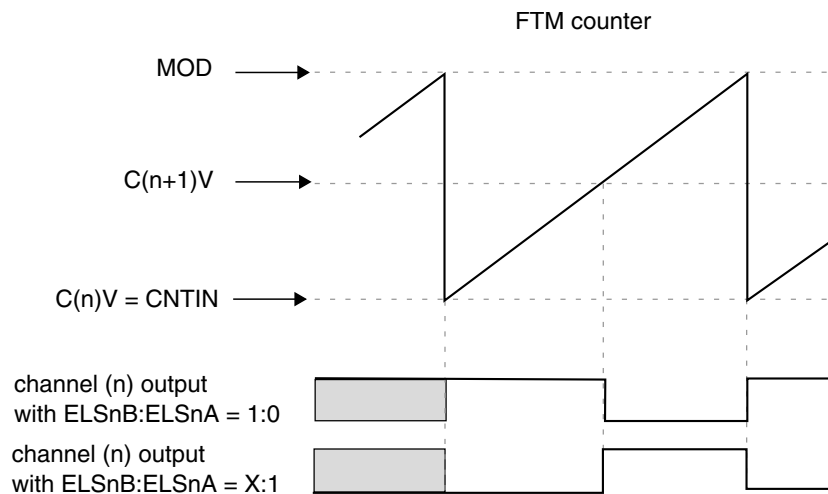 FTM counter
MOD
C(n+1)V
C(n)V = CNTIN
channel (n) output
with ELSnB:ELSnA = 1:0
channel (n) output
with ELSnB:ELSnA = X:1